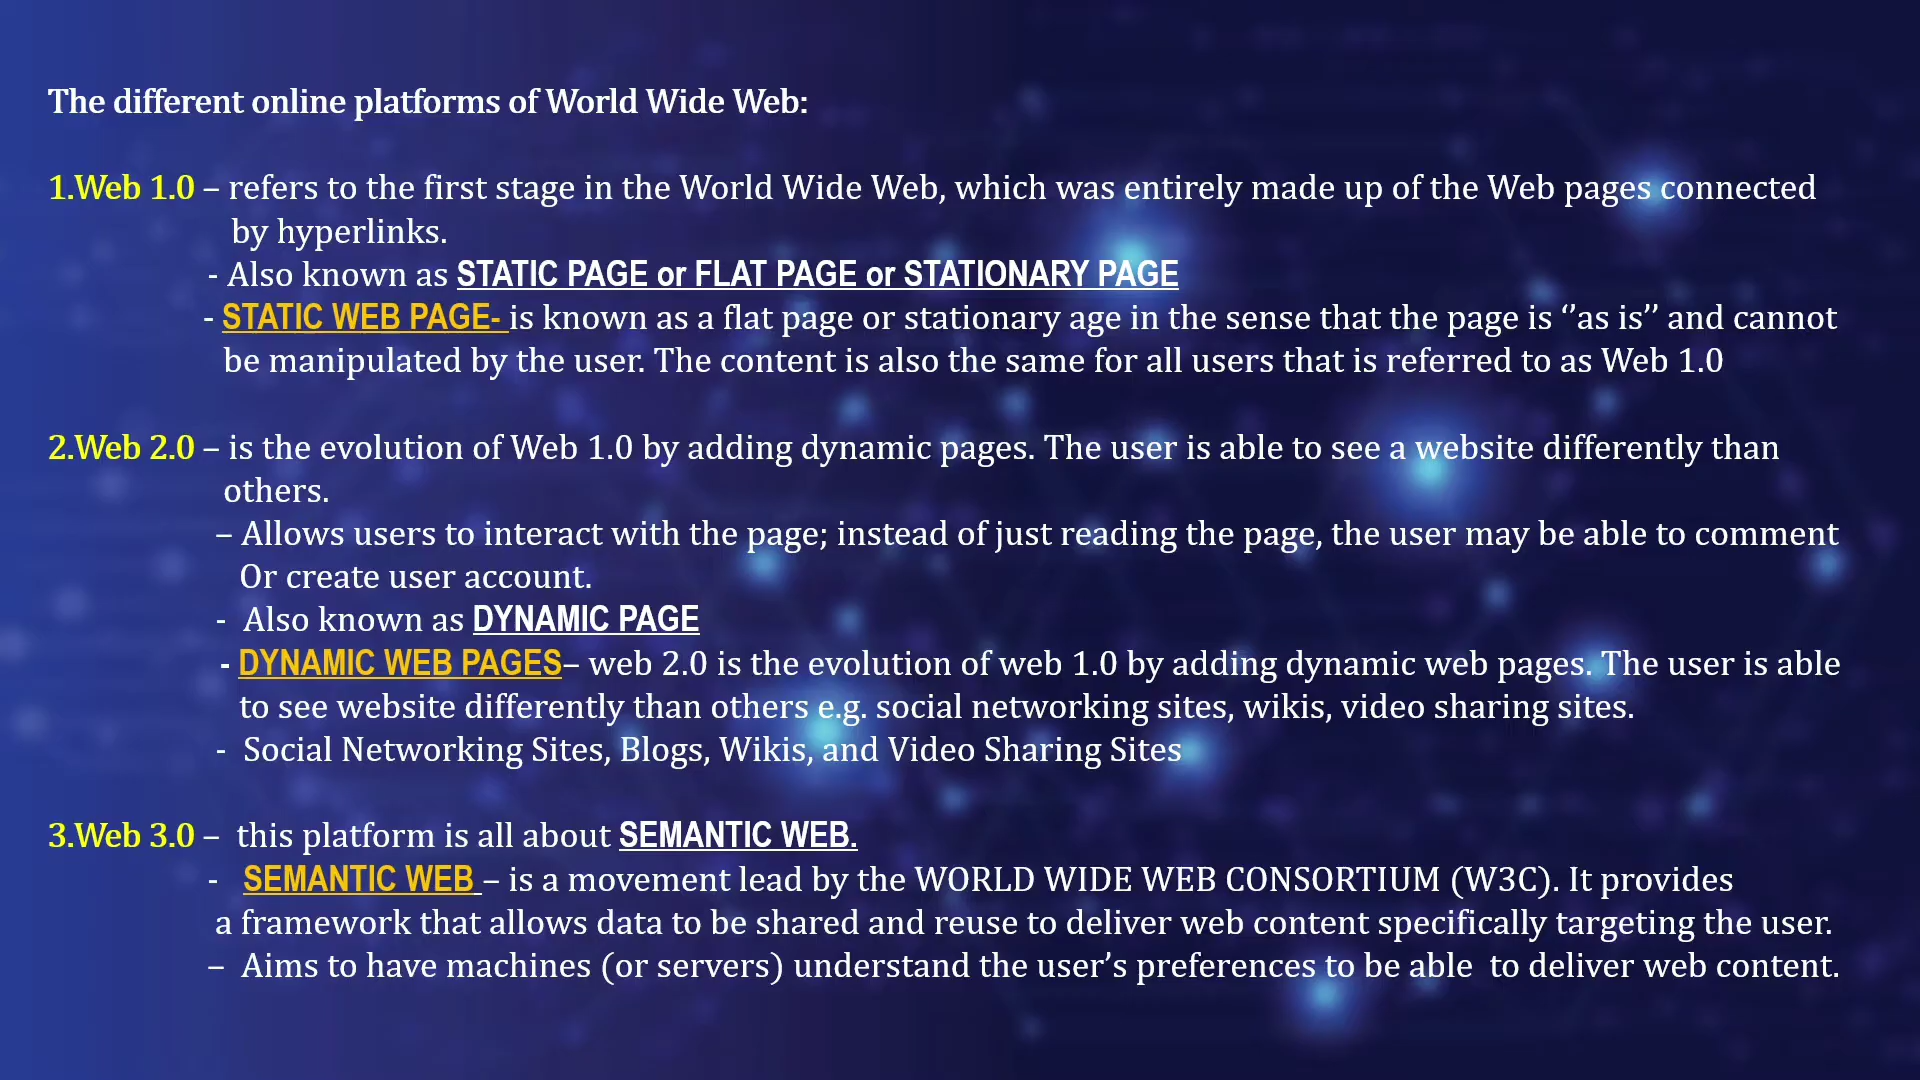 The different online platforms of World Wide Web:
1.Web 1.0 – refers to the first stage in the World Wide Web, which was entirely made up of the Web pages connected
by hyperlinks.
- Also known as STATIC PAGE or FLAT PAGE or STATIONARY PAGE
- STATIC WEB PAGE- is known as a flat page or stationary age in the sense that the page is ‘’as is’’ and cannot
be manipulated by the user. The content is also the same for all users that is referred to as Web 1.0
2.Web 2.0 – is the evolution of Web 1.0 by adding dynamic pages. The user is able to see a website differently than
others.
– Allows users to interact with the page; instead of just reading the page, the user may be able to comment
Or create user account.
- Also known as DYNAMIC PAGE
- DYNAMIC WEB PAGES– web 2.0 is the evolution of web 1.0 by adding dynamic web pages. The user is able
to see website differently than others e.g. social networking sites, wikis, video sharing sites.
- Social Networking Sites, Blogs, Wikis, and Video Sharing Sites
3.Web 3.0 – this platform is all about SEMANTIC WEB.
- SEMANTIC WEB – is a movement lead by the WORLD WIDE WEB CONSORTIUM (W3C). It provides
a framework that allows data to be shared and reuse to deliver web content specifically targeting the user.
– Aims to have machines (or servers) understand the user’s preferences to be able to deliver web content.